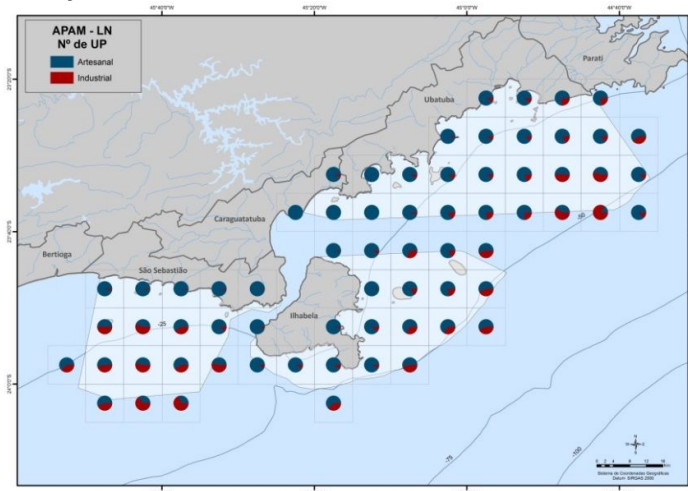 45°40'0"W
45°20'0"W
45°0'0"W
44°40'0"W
APAM - LN
Nº de UP
Artesanal
Industrial
Parati
23°20'0"S
Ubatuba
Caraguatatuba
23°40'0"S
-50
Bertioga
São Sebastião
-25
Ilhabela
24°0'0"S
-75
-100
Sistema de Coordenadas Geográficas
Datum: SIRGAS 2000